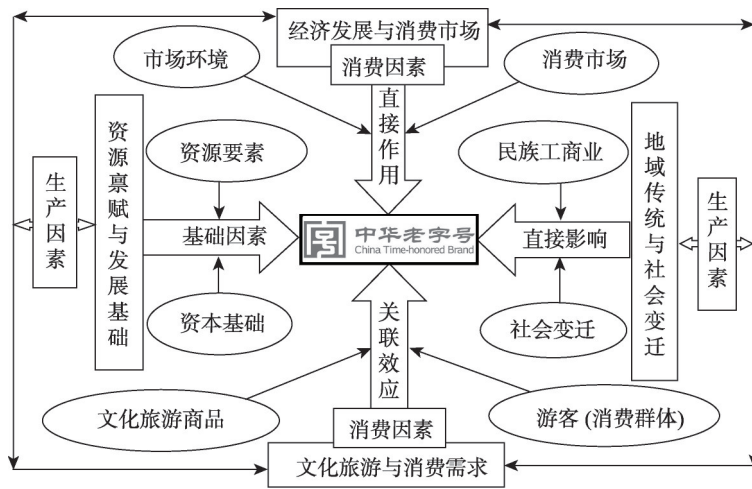 经济发展与消费市场
消费因素
市场环境
消费市场
直接作用
资源禀赋与发展基础
生产因素
资源要素
基础因素
资本基础
中华老字号
China Time-honored Brand
民族工商业
直接影响
社会变迁
地域传统与社会变迁
生产因素
关联效应
文化旅游商品
游客(消费群体)
消费因素
文化旅游与消费需求